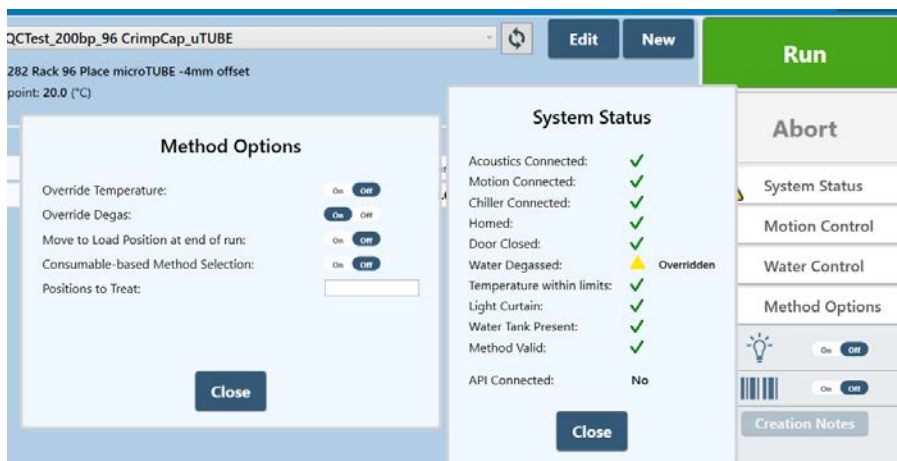 QCTest_200bp_96 CrimpCap_uTUBE
Edit
New
Run
282 Rack 96 Place microTUBE -4mm offset
point: 20.0 (°C)
Method Options
Override Temperature: On Off
Override Degas: On Off
Move to Load Position at end of run: On Off
Consumable-based Method Selection: On Off
Positions to Treat:
Close
System Status
Acoustics Connected:
Motion Connected:
Chiller Connected:
Homed:
Door Closed:
Water Degassed: Overridden
Temperature within limits:
Light Curtain:
Water Tank Present:
Method Valid:
API Connected: No
Close
Abort
System Status
Motion Control
Water Control
Method Options
On Off
On Off
Creation Notes